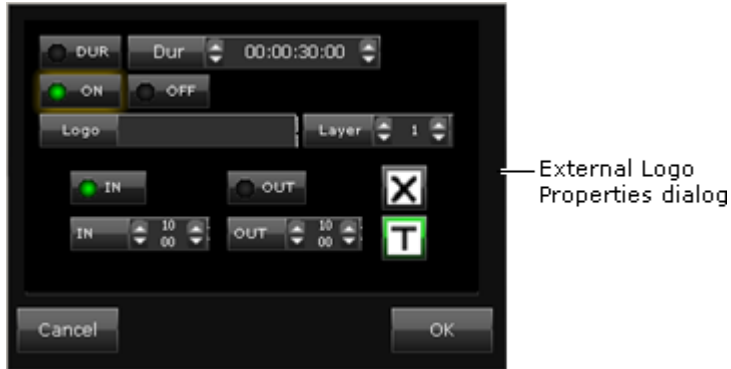 DUR Dur 00:00:30:00
ON OFF
Logo Layer 1
IN OUT X
IN 10 00 OUT 10 00 T
Cancel OK
External Logo
Properties dialog